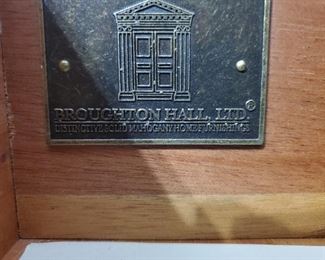 BROUGHTON HALL, LTD.®
DISTINCTIVE SOLID MAHOGANY HOME FURNISHINGS